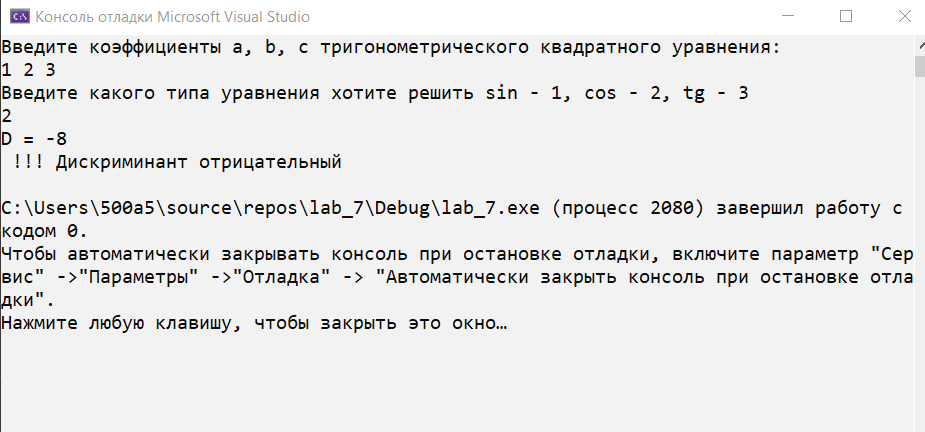 C:\ Консоль отладки Microsoft Visual Studio
Введите коэффициенты a, b, c тригонометрического квадратного уравнения:
1 2 3
Введите какого типа уравнения хотите решить sin - 1, cos - 2, tg - 3
2
D = -8
!!! Дискриминант отрицательный
C:\Users\500a5\source\repos\lab_7\Debug\lab_7.exe (процесс 2080) завершил работу с
кодом 0.
Чтобы автоматически закрывать консоль при остановке отладки, включите параметр "Сер
вис" ->"Параметры" ->"Отладка" -> "Автоматически закрыть консоль при остановке отла
дки".
Нажмите любую клавишу, чтобы закрыть это окно…